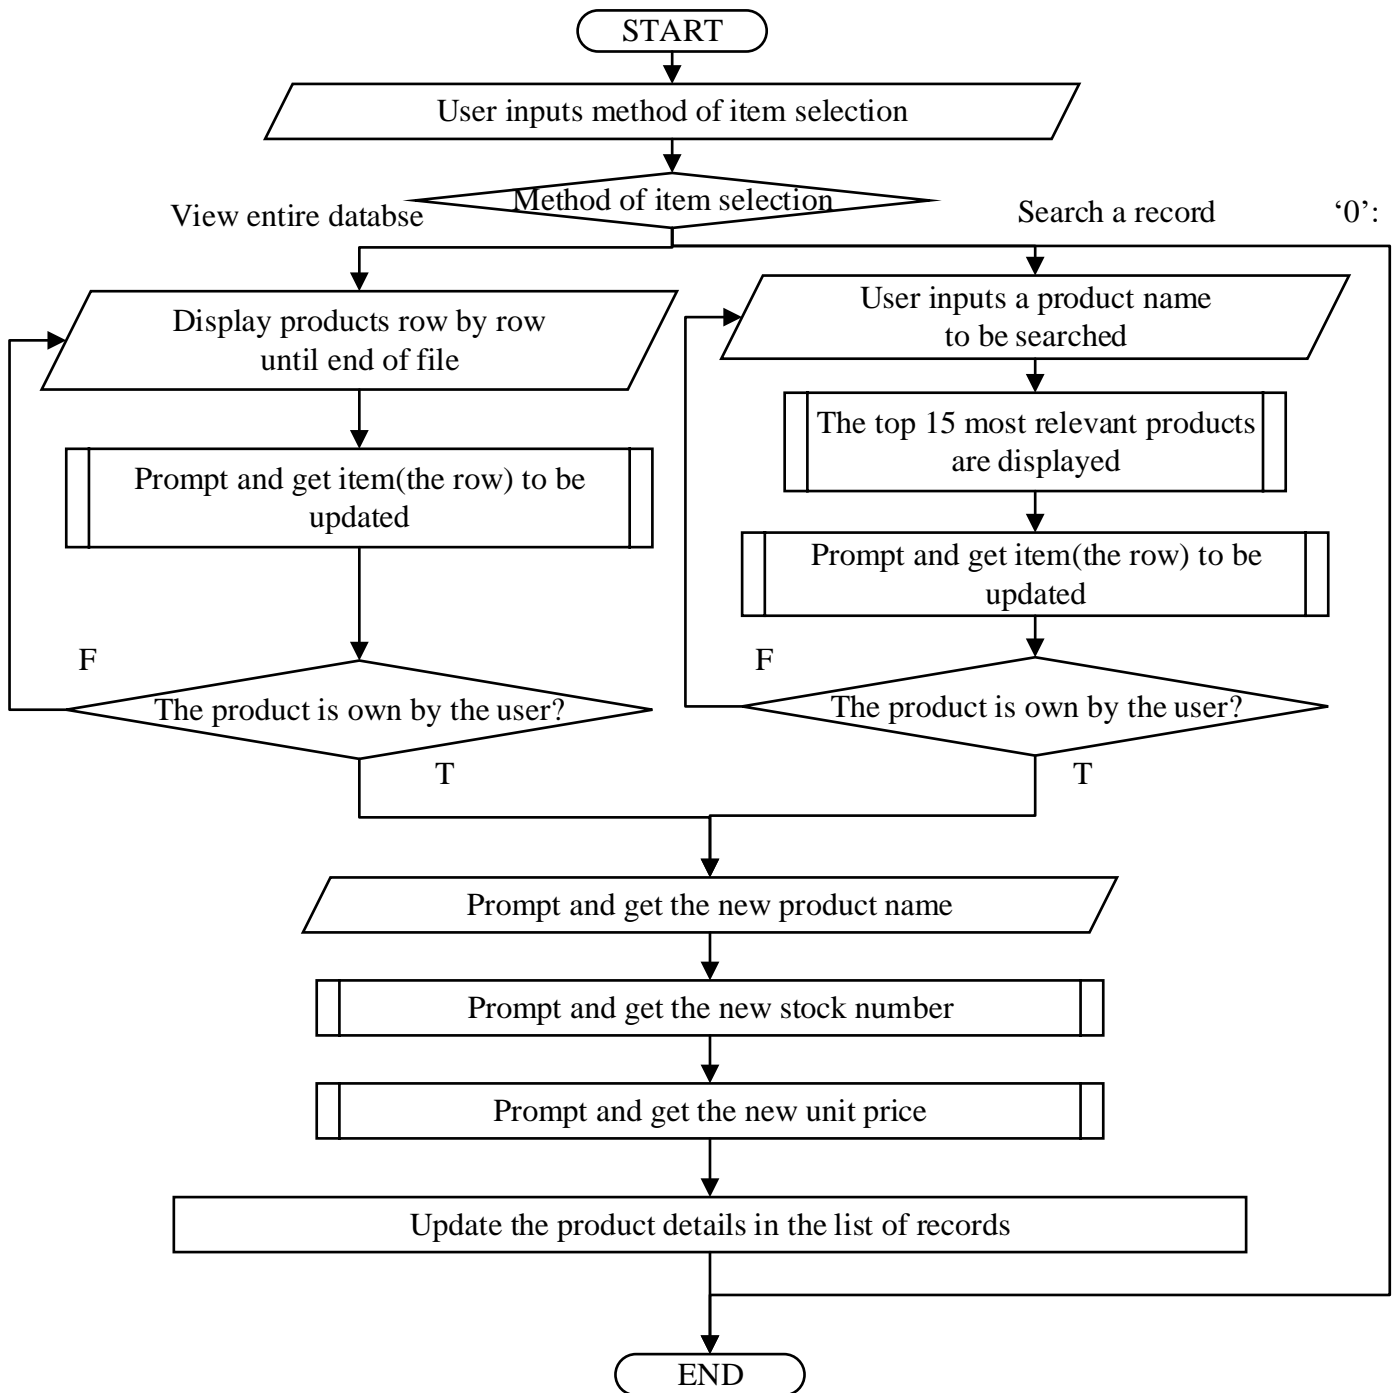 START
User inputs method of item selection
Method of item selection
View entire databse
Search a record
‘0’:
Display products row by row
until end of file
User inputs a product name
to be searched
The top 15 most relevant products
are displayed
Prompt and get item(the row) to be
updated
Prompt and get item(the row) to be
updated
F
F
The product is own by the user?
The product is own by the user?
T
T
Prompt and get the new product name
Prompt and get the new stock number
Prompt and get the new unit price
Update the product details in the list of records
END